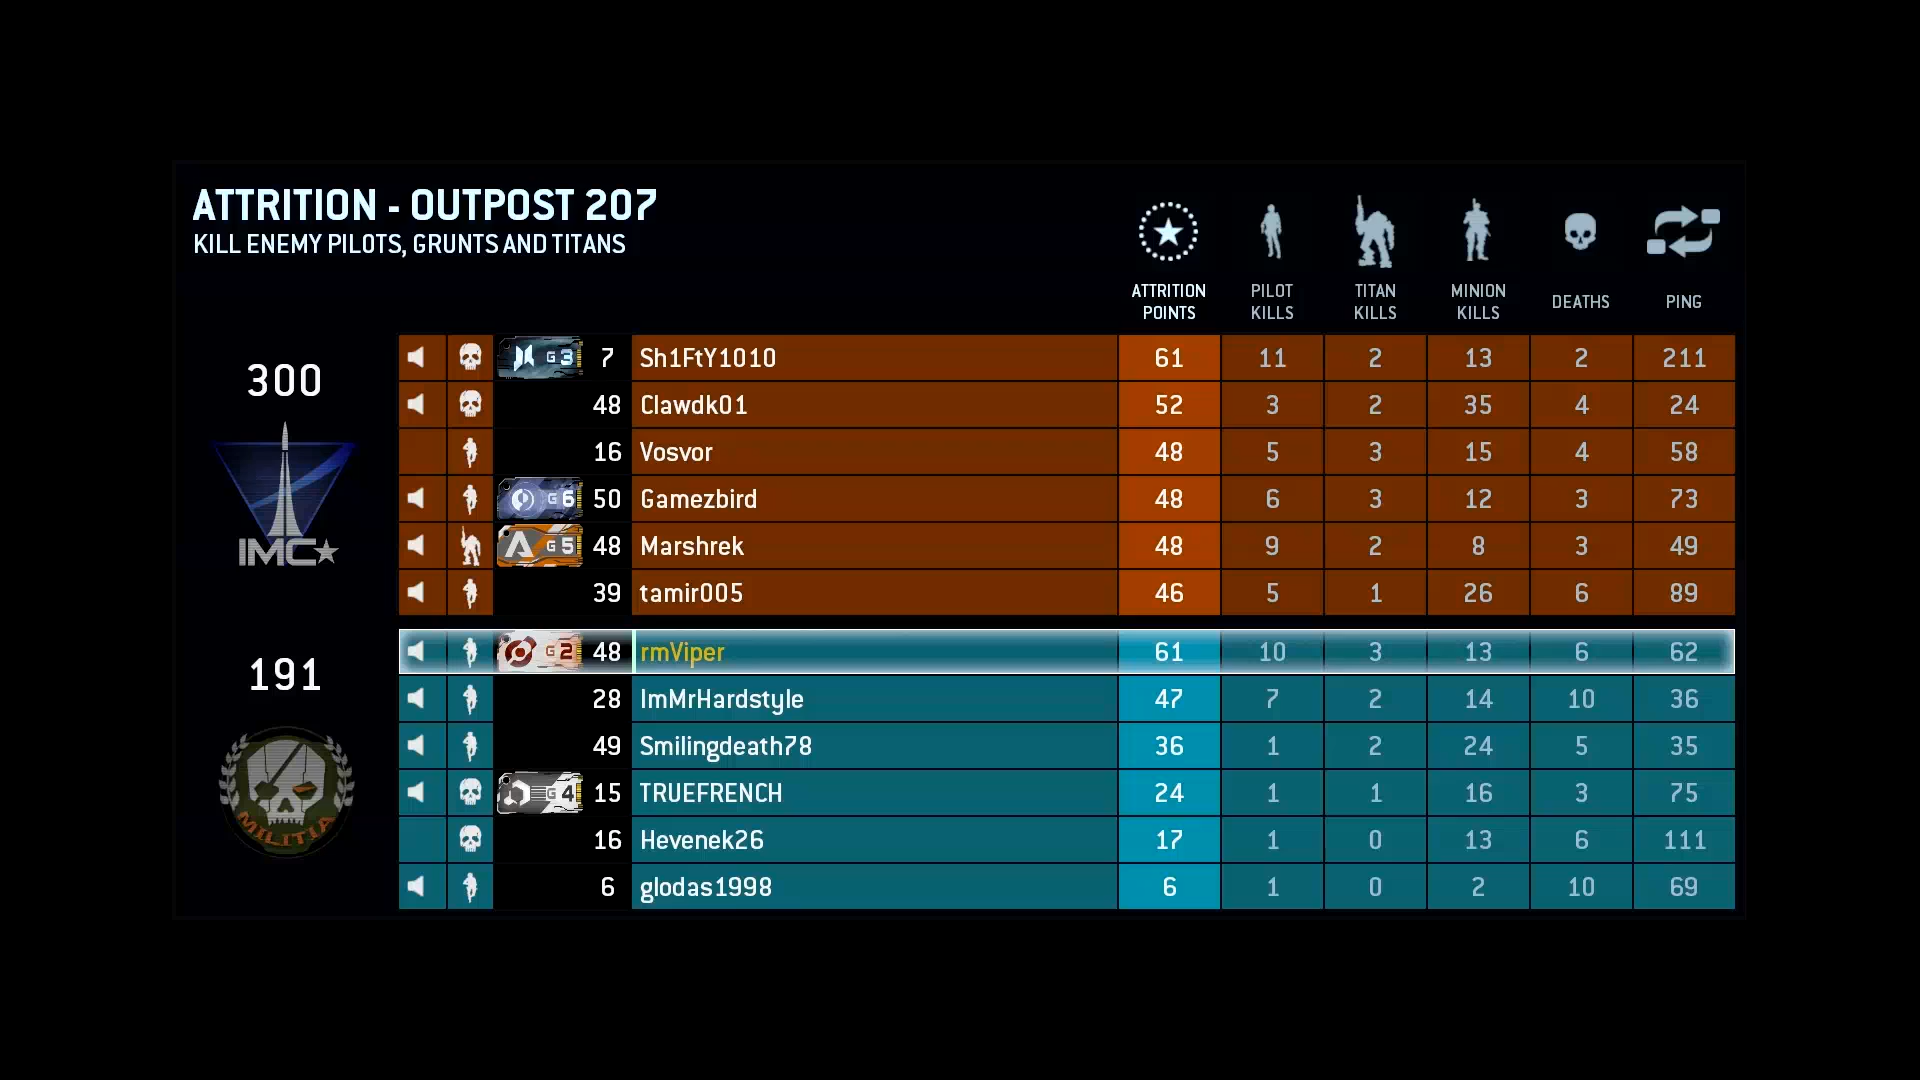 ATTRITION - OUTPOST 207
KILL ENEMY PILOTS, GRUNTS AND TITANS
ATTRITION POINTS PILOT KILLS TITAN KILLS MINION KILLS DEATHS PING
300
IMC
G3 7 Sh1FtY1010 61 11 2 13 2 211
48 Clawdk01 52 3 2 35 4 24
16 Vosvor 48 5 3 15 4 58
G6 50 Gamezbird 48 6 3 12 3 73
G5 48 Marshrek 48 9 2 8 3 49
39 tamir005 46 5 1 26 6 89
191
MILITIA
G2 48 rmViper 61 10 3 13 6 62
28 ImMrHardstyle 47 7 2 14 10 36
49 Smilingdeath78 36 1 2 24 5 35
G4 15 TRUEFRENCH 24 1 1 16 3 75
16 Hevenek26 17 1 0 13 6 111
6 glodas1998 6 1 0 2 10 69